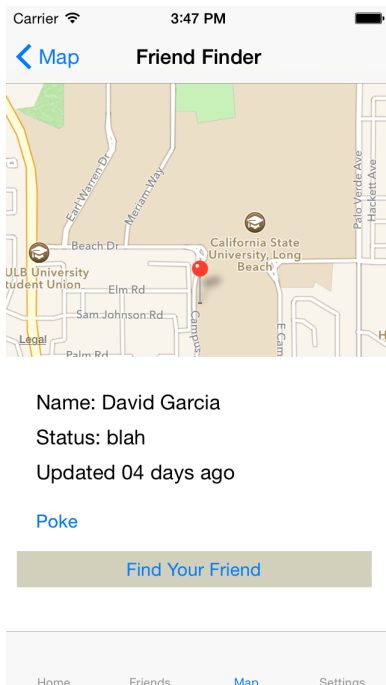 Carrier 3:47 PM
Map Friend Finder
Earl Warren Dr
Merriam Way
Palo Verde Ave
Hackett Ave
California State
University, Long
Beach
Beach Dr
ULB University
tudent Union
Elm Rd
Sam Johnson Rd
Campus
E Cam
H
Legal
Palm Rd
Name: David Garcia
Status: blah
Updated 04 days ago
Poke
Find Your Friend
Home Friends Map Settings